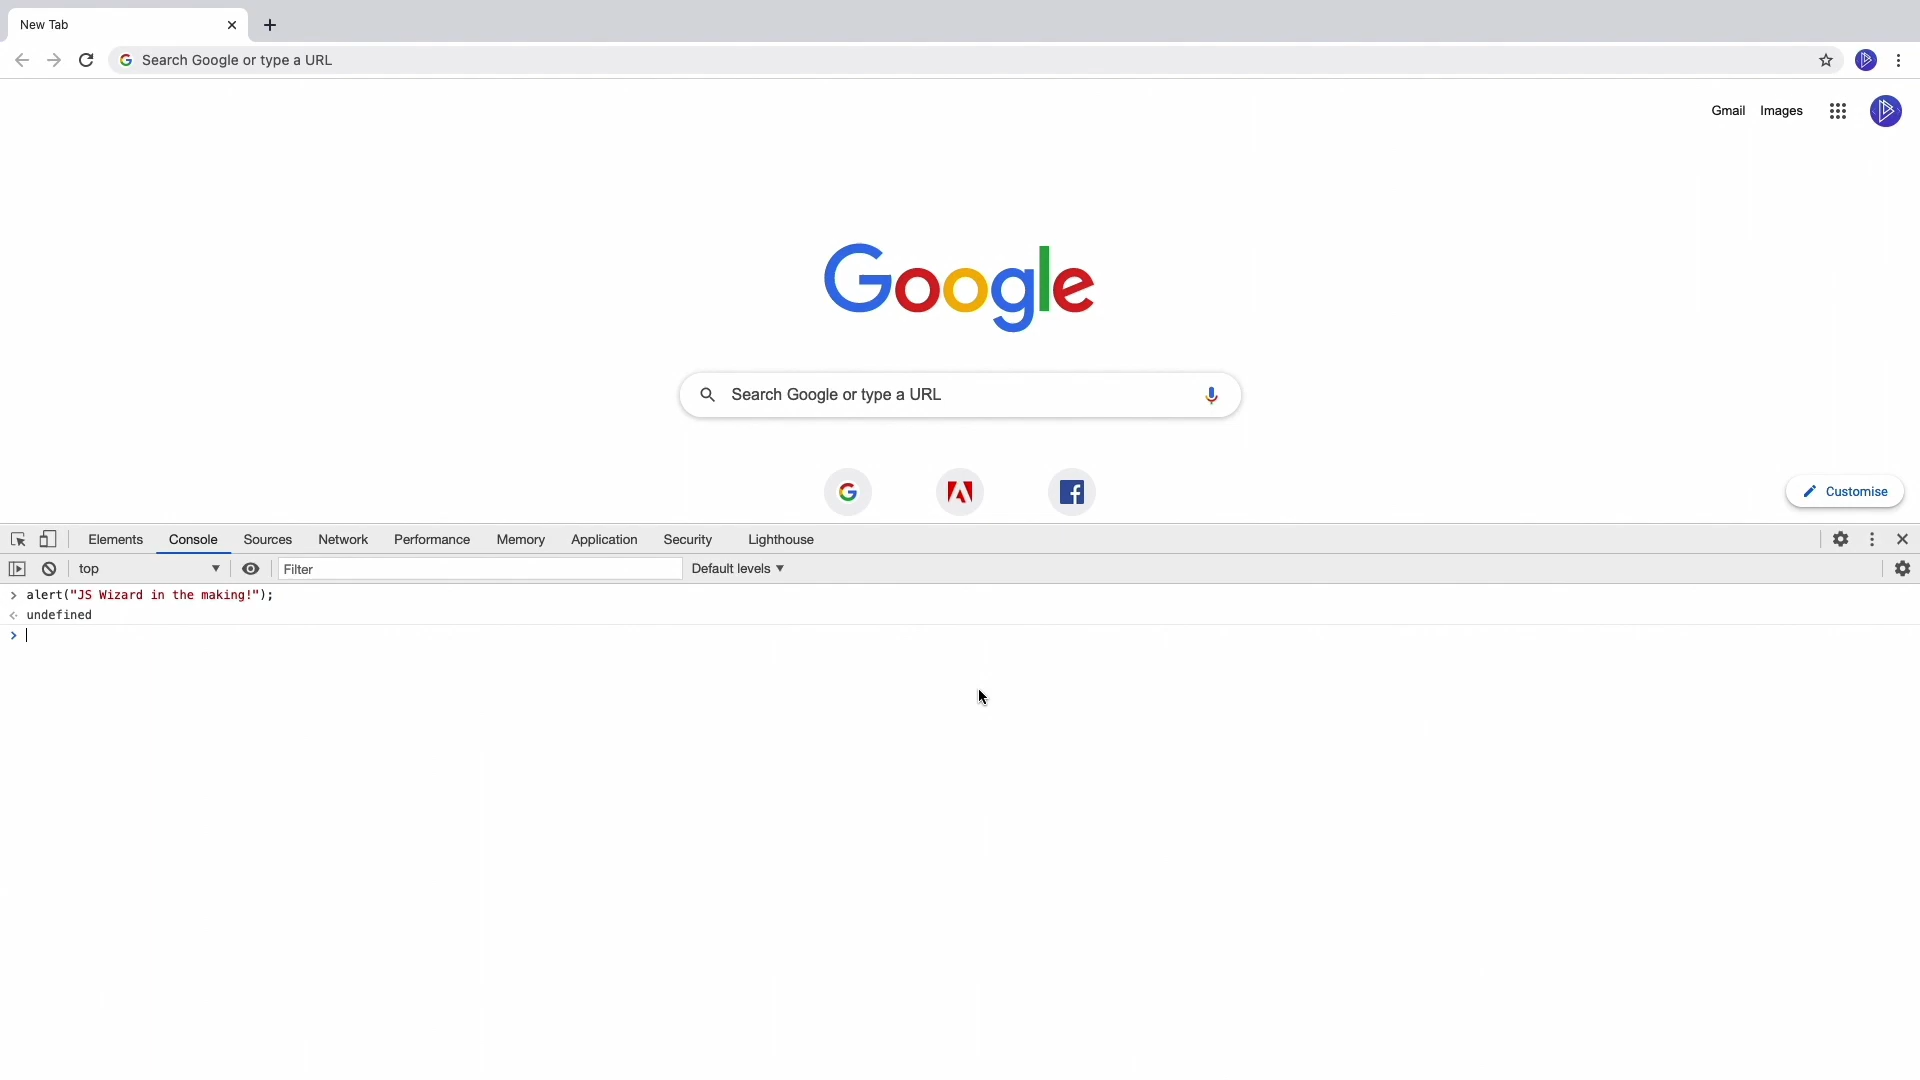 New Tab
Search Google or type a URL
Gmail Images
Google
Search Google or type a URL
Customise
Elements Console Sources Network Performance Memory Application Security Lighthouse
top Filter Default levels
> alert("JS Wizard in the making!");
undefined
>